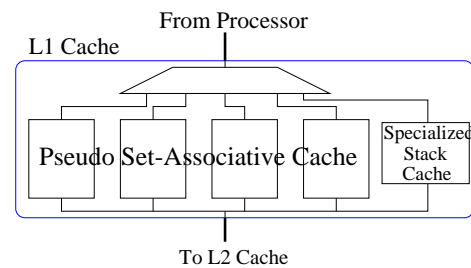 From Processor
L1 Cache
Pseudo Set-Associative Cache
Specialized
Stack
Cache
To L2 Cache